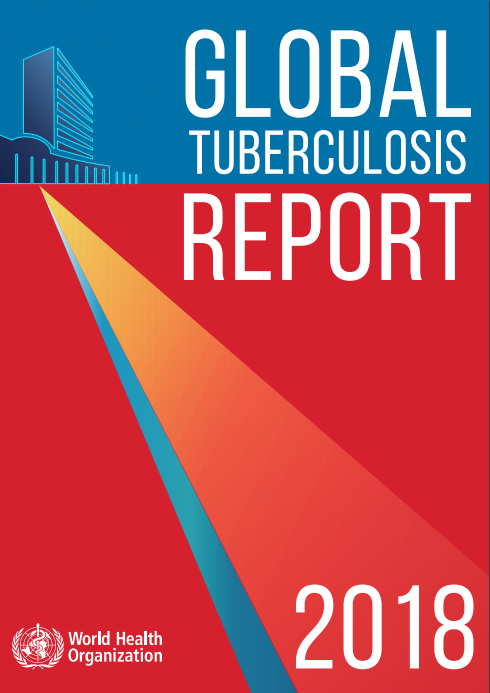 GLOBAL
TUBERCULOSIS
REPORT
2018
World Health
Organization